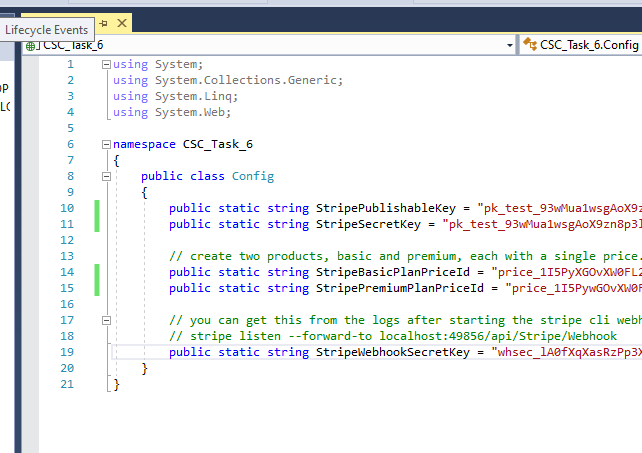 Lifecycle Events
CSC_Task_6
CSC_Task_6.Config
1 using System;
2 using System.Collections.Generic;
3 using System.Linq;
4 using System.Web;
5
6 namespace CSC_Task_6
7 {
8 public class Config
9 {
10 public static string StripePublishableKey = "pk_test_93wMua1wsgAoX9z
11 public static string StripeSecretKey = "pk_test_93wMua1wsgAoX9zn8p3l
12
13 // create two products, basic and premium, each with a single price.
14 public static string StripeBasicPlanPriceId = "price_1I5PyXGOvXW0FL2
15 public static string StripePremiumPlanPriceId = "price_1I5PywGOvXW0F
16
17 // you can get this from the logs after starting the stripe cli webh
18 // stripe listen --forward-to localhost:49856/api/Stripe/Webhook
19 public static string StripeWebhookSecretKey = "whsec_lA0fXqXasRzPp3X
20 }
21 }